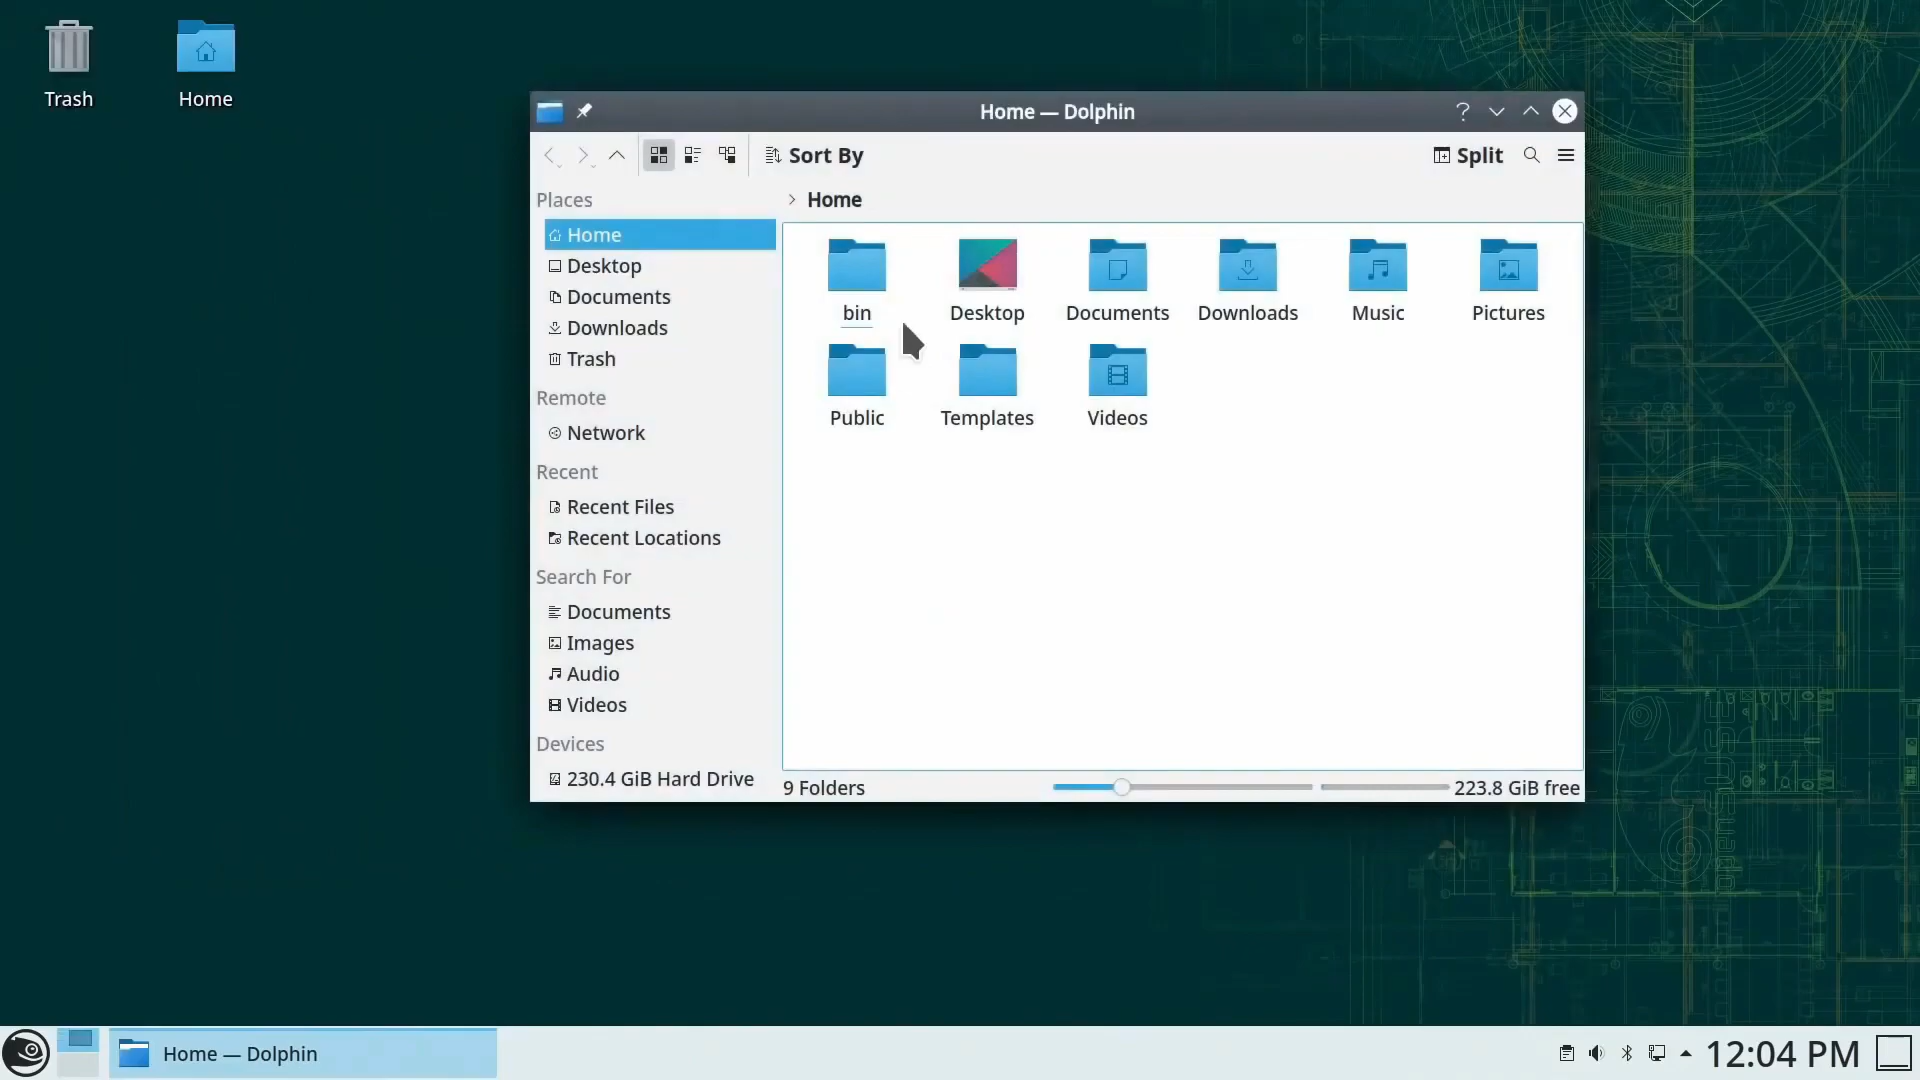 Trash
Home
Home — Dolphin
Sort By
Split
Places
Home
Desktop
Documents
Downloads
Trash
Remote
Network
Recent
Recent Files
Recent Locations
Search For
Documents
Images
Audio
Videos
Devices
230.4 GiB Hard Drive
Home
bin
Desktop
Documents
Downloads
Music
Pictures
Public
Templates
Videos
9 Folders
223.8 GiB free
openSUSE
Home — Dolphin
12:04 PM